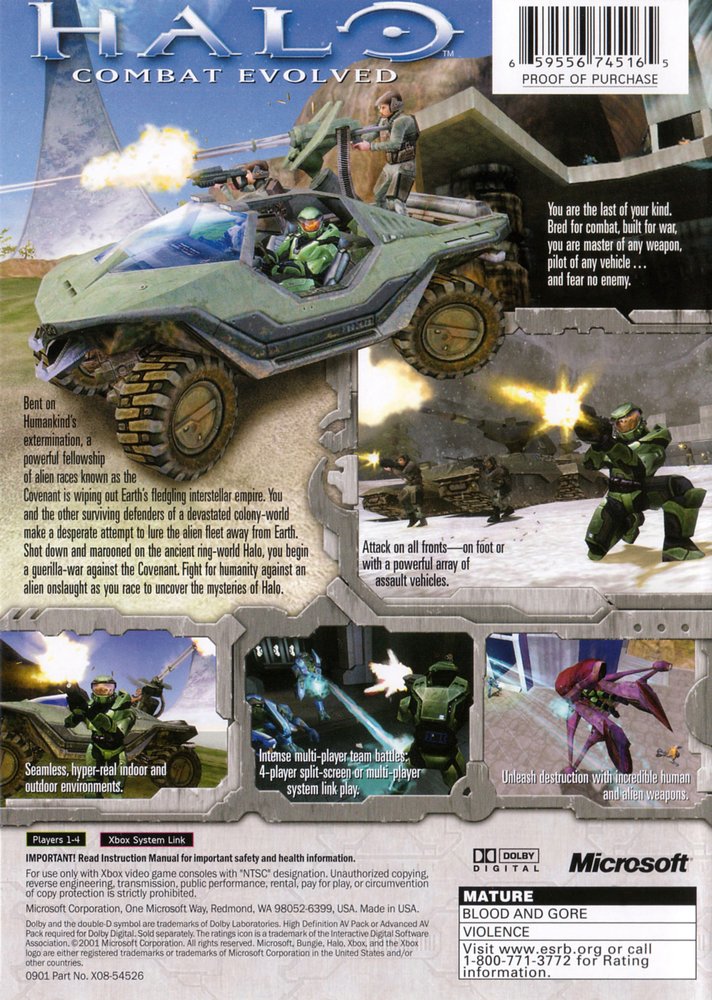 HALO™
COMBAT EVOLVED
6 59556 74516 5
PROOF OF PURCHASE
You are the last of your kind.
Bred for combat, built for war,
you are master of any weapon,
pilot of any vehicle . . .
and fear no enemy.
Bent on
Humankind's
extermination, a
powerful fellowship
of alien races known as the
Covenant is wiping out Earth's fledgling interstellar empire. You
and the other surviving defenders of a devastated colony-world
make a desperate attempt to lure the alien fleet away from Earth.
Shot down and marooned on the ancient ring-world Halo, you begin
a guerilla-war against the Covenant. Fight for humanity against an
alien onslaught as you race to uncover the mysteries of Halo.
Attack on all fronts—on foot or
with a powerful array of
assault vehicles.
Seamless, hyper-real indoor and
outdoor environments.
Intense multi-player team battles:
4-player split-screen or multi-player
system link play.
Unleash destruction with incredible human
and alien weapons.
Players 1-4
Xbox System Link
IMPORTANT! Read Instruction Manual for important safety and health information.
For use only with Xbox video game consoles with "NTSC" designation. Unauthorized copying,
reverse engineering, transmission, public performance, rental, pay for play, or circumvention
of copy protection is strictly prohibited.
Microsoft Corporation, One Microsoft Way, Redmond, WA 98052-6399, USA. Made in USA.
Dolby and the double-D symbol are trademarks of Dolby Laboratories. High Definition AV Pack or Advanced AV
Pack required for Dolby Digital. Sold separately. The ratings icon is a trademark of the Interactive Digital Software
Association. ©2001 Microsoft Corporation. All rights reserved. Microsoft, Bungie, Halo, Xbox, and the Xbox
logo are either trademarks or registered trademarks of Microsoft Corporation in the United States and/or
other countries.
0901 Part No. X08-54526
DOLBY
DIGITAL
Microsoft
MATURE
BLOOD AND GORE
VIOLENCE
Visit www.esrb.org or call
1-800-771-3772 for Rating
information.